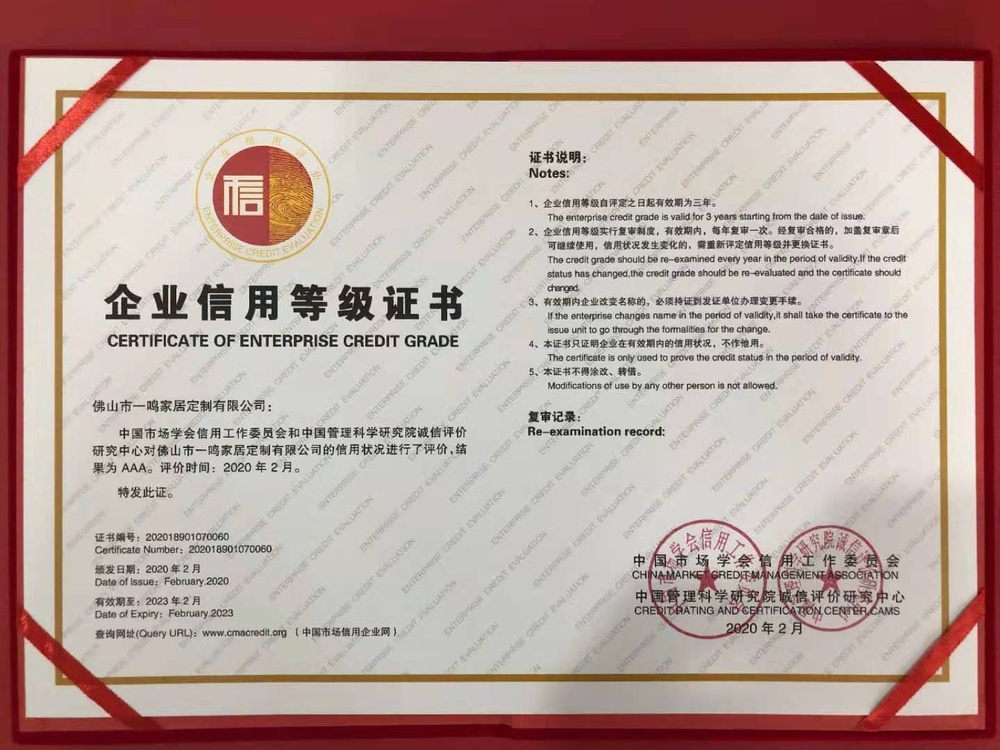 企业信用评价
信
ENTERPRISE CREDIT EVALUATION
企业信用等级证书
CERTIFICATE OF ENTERPRISE CREDIT GRADE
佛山市一鸣家居定制有限公司:
中国市场学会信用工作委员会和中国管理科学研究院诚信评价
研究中心对佛山市一鸣家居定制有限公司的信用状况进行了评价,结
果为 AAA。评价时间: 2020 年 2 月。
特发此证。
证书编号: 202018901070060
Certificate Number: 202018901070060
颁发日期: 2020 年 2 月
Date of Issue: February.2020
有效期至: 2023 年 2 月
Date of Expiry: February.2023
查询网址(Query URL): www.cmacredit.org (中国市场信用企业网)
证书说明:
Notes:
1、企业信用等级自评定之日起有效期为三年。
The enterprise credit grade is valid for 3 years starting from the date of issue.
2、企业信用等级实行复审制度，有效期内，每年复审一次。经复审合格的，加盖复审章后
可继续使用，信用状况发生变化的，需重新评定信用等级并更换证书。
The credit grade should be re-examined every year in the period of validity.If the credit
status has changed,the credit grade should be re-evaluated and the certificate should
changed.
3、有效期内企业改变名称的，必须持证到发证单位办理变更手续。
If the enterprise changes name in the period of validity,it shall take the certificate to the
issue unit to go through the formalities for the change.
4、本证书只证明企业在有效期内的信用状况，不作他用。
The certificate is only used to prove the credit status in the period of validity.
5、本证书不得涂改、转借。
Modifications of use by any other person is not allowed.
复审记录:
Re-examination record:
中国市场学会信用工作委员会
CHINA MARKET CREDIT MANAGEMENT ASSOCIATION
中国管理科学研究院诚信评价研究中心
CREDIT RATING AND CERTIFICATION CENTER,CAMS
2020 年 2 月